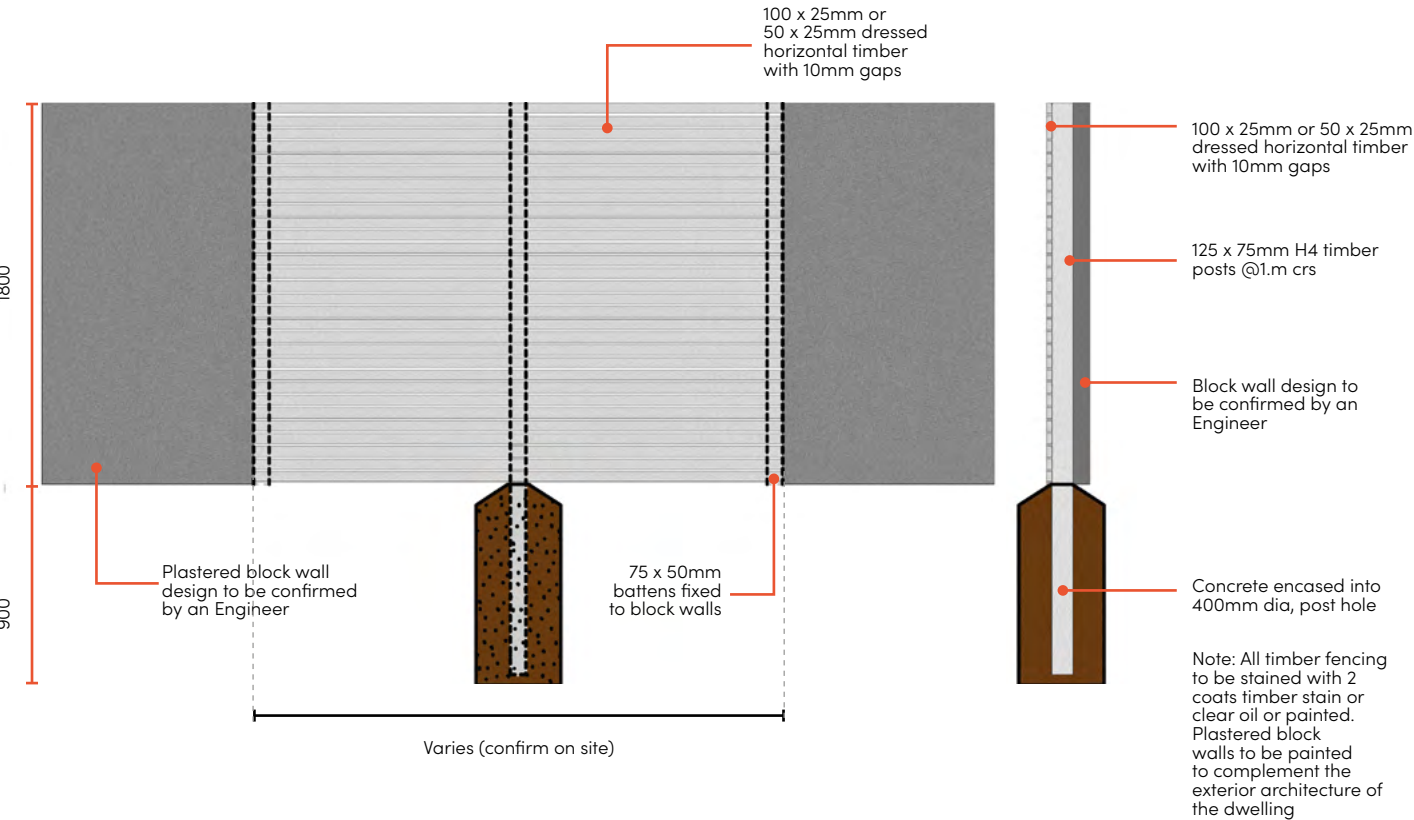 100 x 25mm or
50 x 25mm dressed
horizontal timber
with 10mm gaps
1800
900
Plastered block wall
design to be confirmed
by an Engineer
75 x 50mm
battens fixed
to block walls
Varies (confirm on site)
100 x 25mm or 50 x 25mm
dressed horizontal timber
with 10mm gaps
125 x 75mm H4 timber
posts @1.m crs
Block wall design to
be confirmed by an
Engineer
Concrete encased into
400mm dia, post hole
Note: All timber fencing
to be stained with 2
coats timber stain or
clear oil or painted.
Plastered block
walls to be painted
to complement the
exterior architecture of
the dwelling